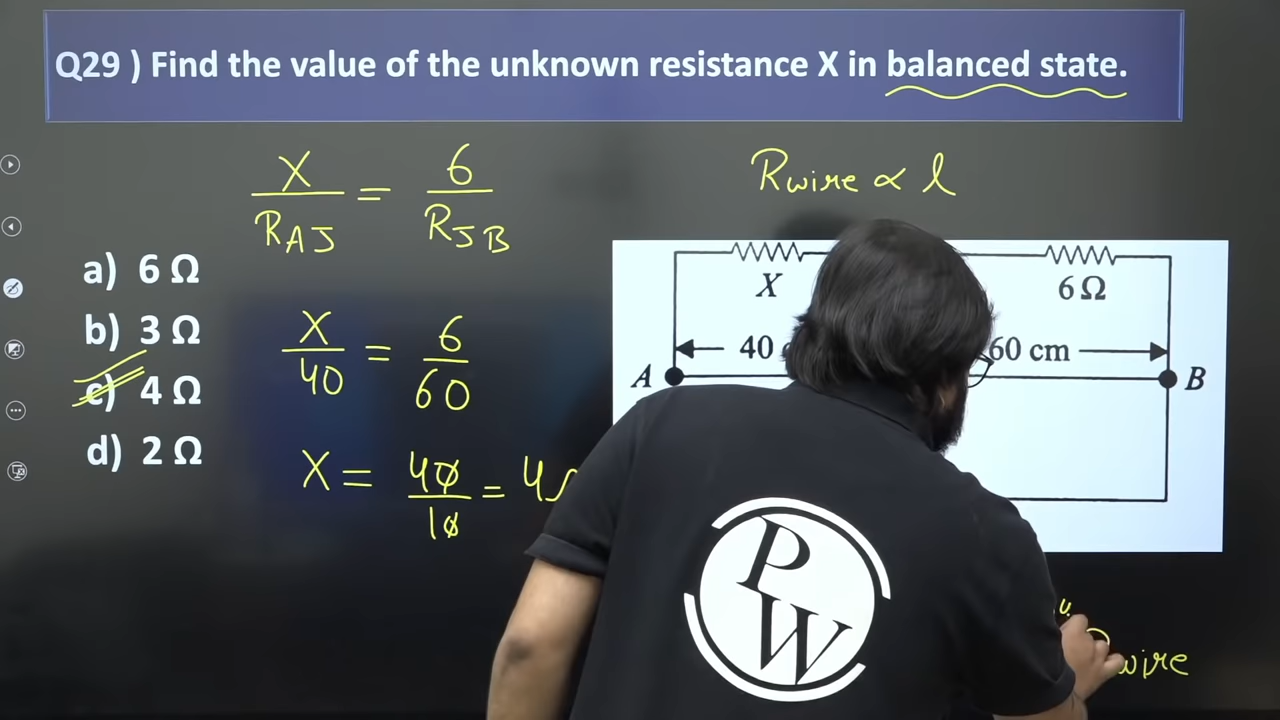 Q29 ) Find the value of the unknown resistance X in balanced state.
X / R_AJ = 6 / R_JB
R wire ∝ l
a) 6 Ω
b) 3 Ω
c) 4 Ω
d) 2 Ω
X / 40 = 6 / 60
X = 40 / 10 = 4
X
6 Ω
40
60 cm
A
B
PW
wire